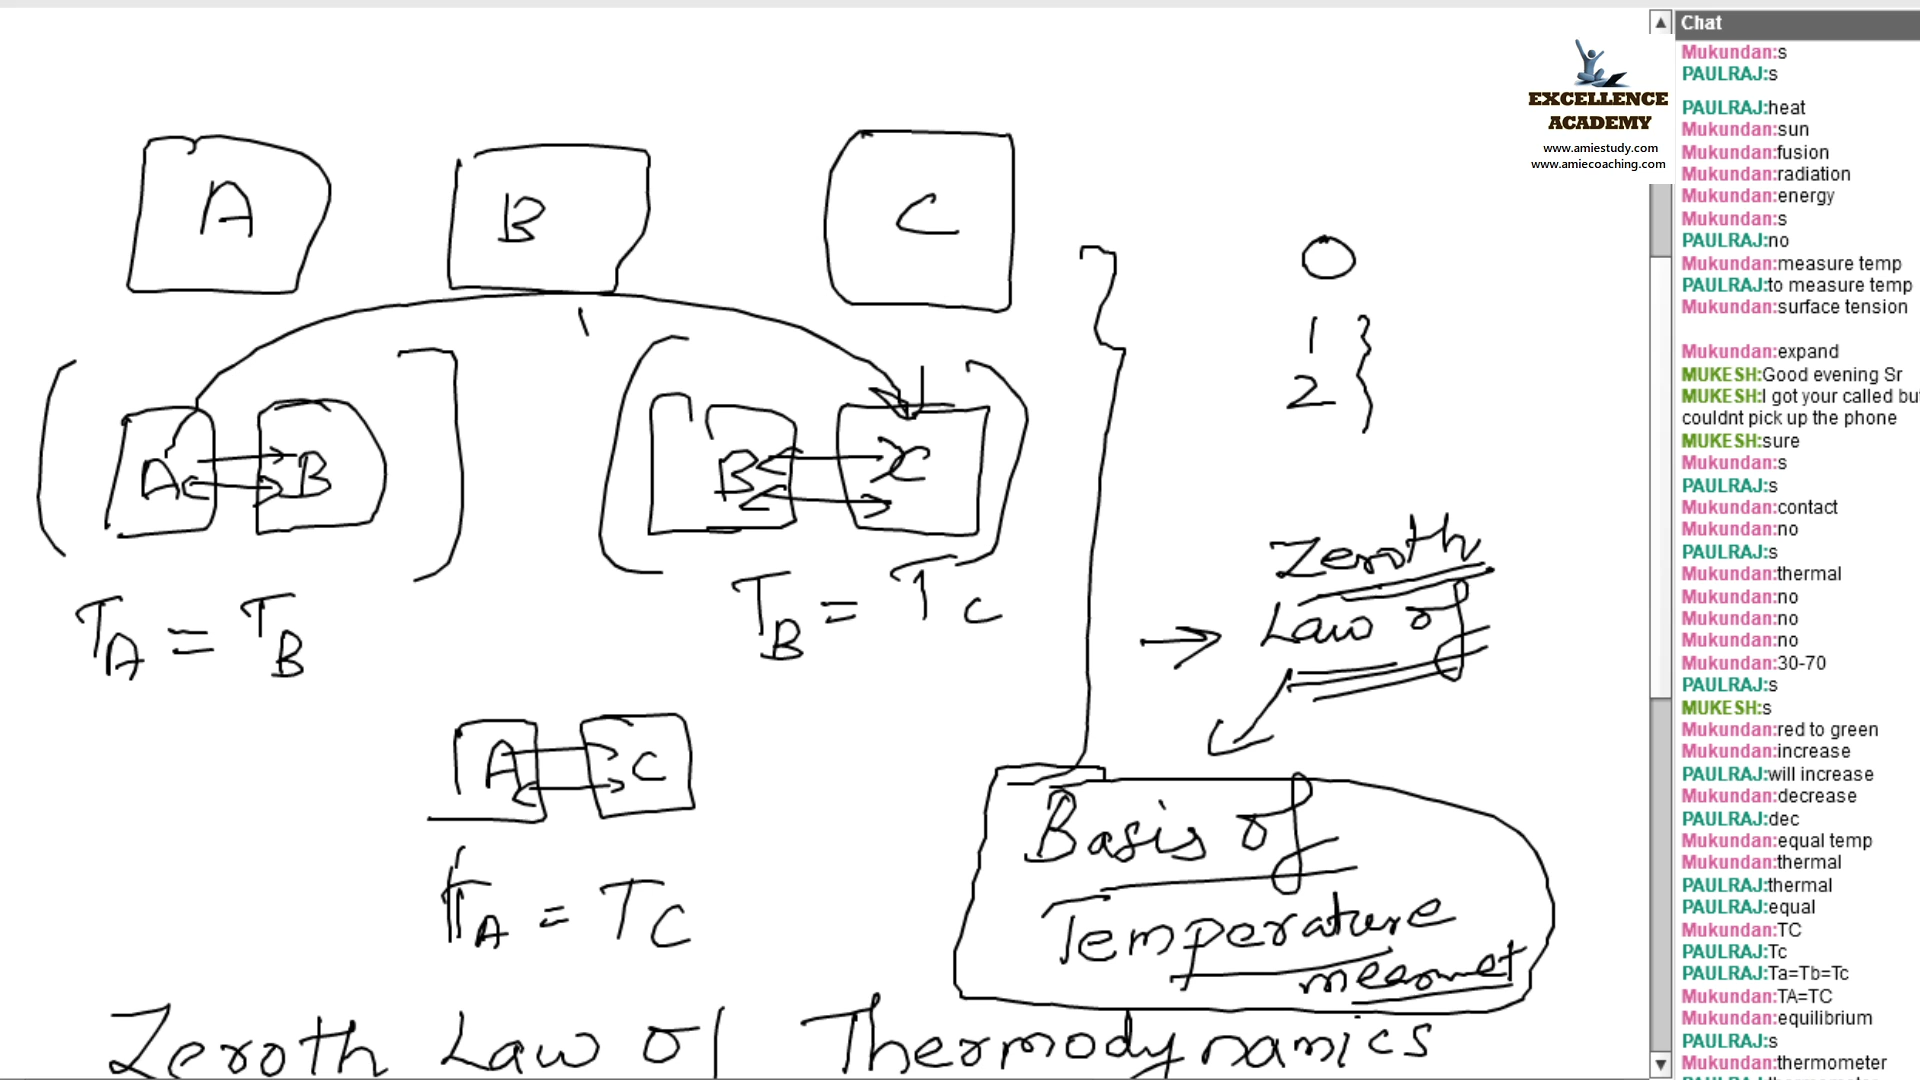 A B C
0
1
2
A B B C
Zeroth
Law of
TA = TB TB = TC
A C
Basis of
Temperature
TA = TC
Zeroth Law of Thermodynamics
EXCELLENCE
ACADEMY
www.amiestudy.com
www.amiecoaching.com
Chat
Mukundan:s
PAULRAJ:s
PAULRAJ:heat
Mukundan:sun
Mukundan:fusion
Mukundan:radiation
Mukundan:energy
Mukundan:s
PAULRAJ:no
Mukundan:measure temp
PAULRAJ:to measure temp
Mukundan:surface tension
Mukundan:expand
MUKESH:Good evening Sr
MUKESH:I got your called but
couldnt pick up the phone
MUKESH:sure
Mukundan:s
PAULRAJ:s
Mukundan:contact
Mukundan:no
PAULRAJ:s
Mukundan:thermal
Mukundan:no
Mukundan:no
Mukundan:no
Mukundan:30-70
PAULRAJ:s
MUKESH:s
Mukundan:red to green
Mukundan:increase
PAULRAJ:will increase
Mukundan:decrease
PAULRAJ:dec
Mukundan:equal temp
Mukundan:thermal
PAULRAJ:thermal
PAULRAJ:equal
Mukundan:TC
PAULRAJ:Tc
PAULRAJ:Ta=Tb=Tc
Mukundan:TA=TC
Mukundan:equilibrium
PAULRAJ:s
Mukundan:thermometer